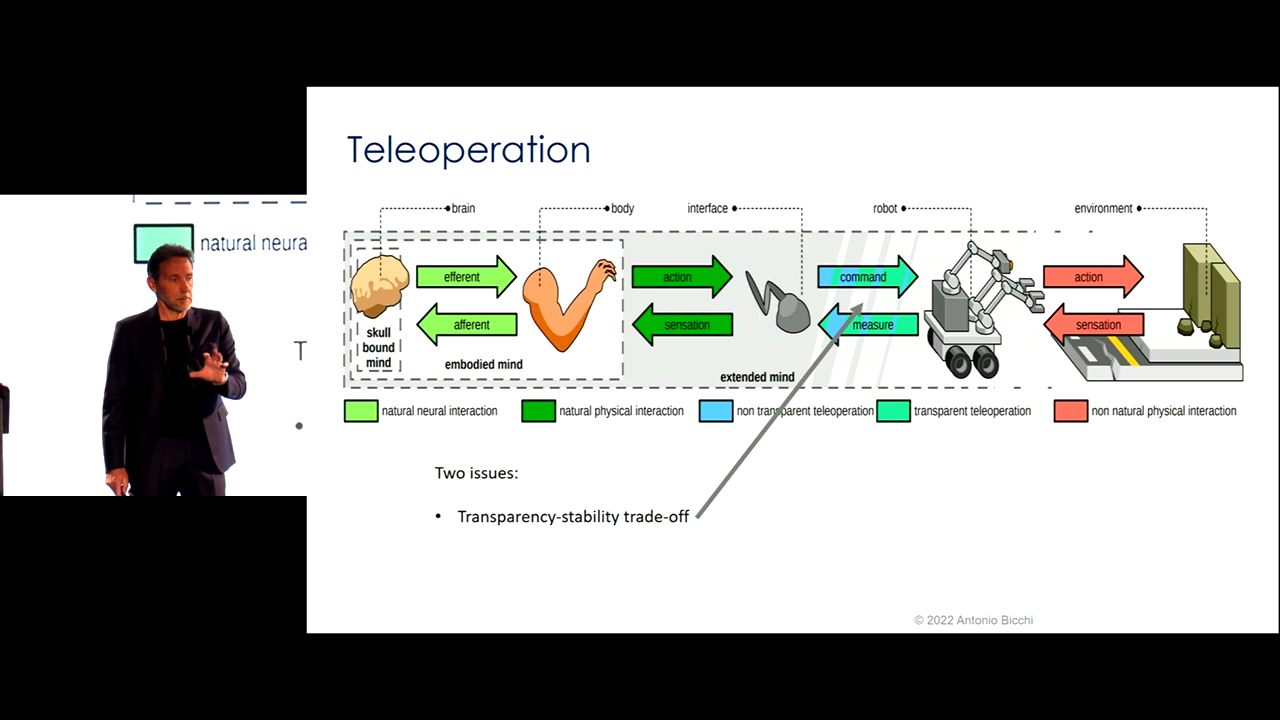 Teleoperation
brain
body
interface
robot
environment
efferent
action
command
action
afferent
sensation
measure
sensation
skull
bound
mind
embodied mind
extended mind
natural neural interaction
natural physical interaction
non transparent teleoperation
transparent teleoperation
non natural physical interaction
Two issues:
• Transparency-stability trade-off
© 2022 Antonio Bicchi
natural neura
T
•